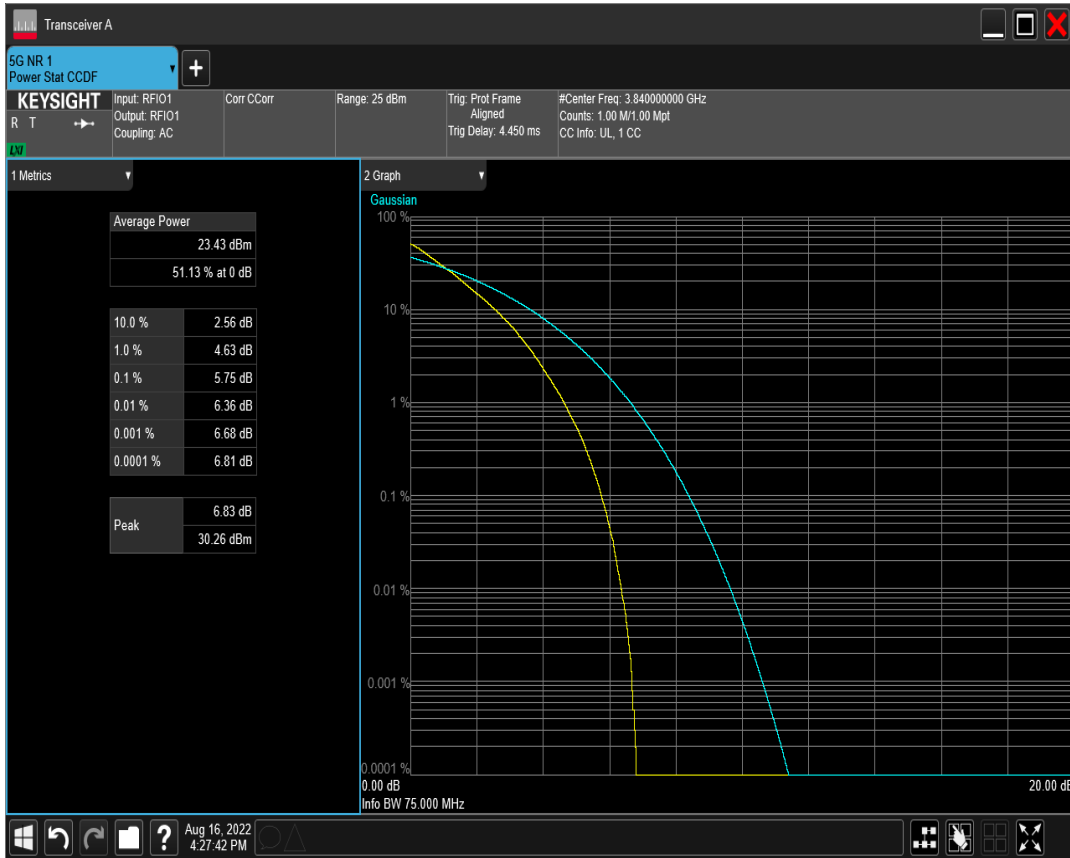 Transceiver A
5G NR 1
Power Stat CCDF
KEYSIGHT
R T
LXI
Input: RFIO1
Output: RFIO1
Coupling: AC
Corr CCorr
Range: 25 dBm
Trig: Prot Frame
Aligned
Trig Delay: 4.450 ms
#Center Freq: 3.840000000 GHz
Counts: 1.00 M/1.00 Mpt
CC Info: UL, 1 CC
1 Metrics
Average Power
23.43 dBm
51.13 % at 0 dB
10.0 % 2.56 dB
1.0 % 4.63 dB
0.1 % 5.75 dB
0.01 % 6.36 dB
0.001 % 6.68 dB
0.0001 % 6.81 dB
Peak 6.83 dB
30.26 dBm
2 Graph
Gaussian
100 %
10 %
1 %
0.1 %
0.01 %
0.001 %
0.0001 %
0.00 dB 20.00 dB
Info BW 75.000 MHz
Aug 16, 2022
4:27:42 PM